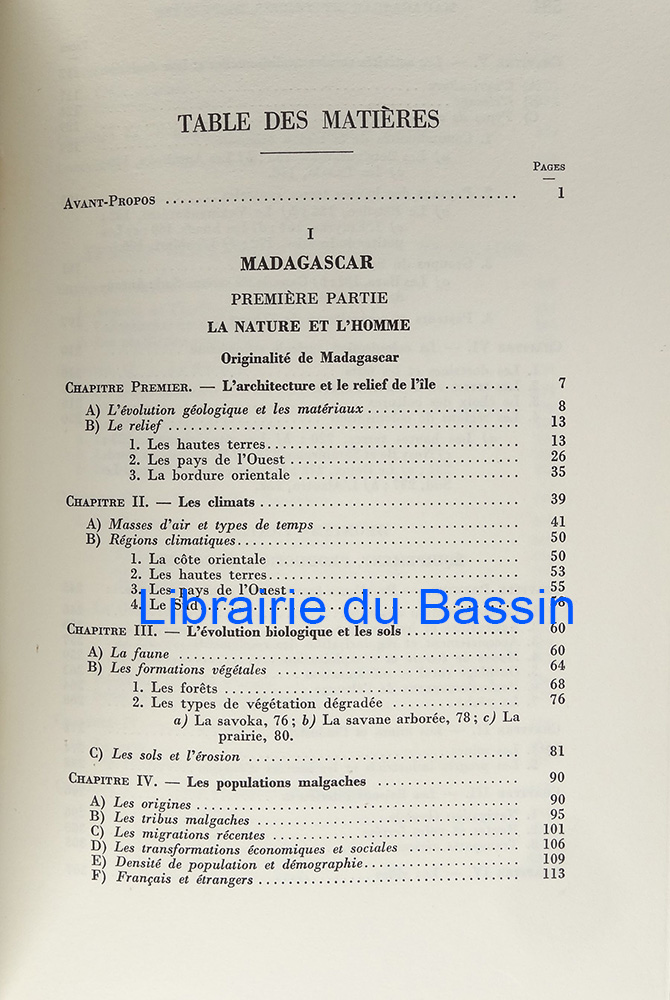 TABLE DES MATIÈRES
PAGES
AVANT-PROPOS 1
I
MADAGASCAR
PREMIÈRE PARTIE
LA NATURE ET L'HOMME
Originalité de Madagascar
CHAPITRE PREMIER. — L'architecture et le relief de l'île 7
A) L'évolution géologique et les matériaux 8
B) Le relief 13
1. Les hautes terres 13
2. Les pays de l'Ouest 26
3. La bordure orientale 35
CHAPITRE II. — Les climats 39
A) Masses d'air et types de temps 41
B) Régions climatiques 50
1. La côte orientale 50
2. Les hautes terres 53
3. Les pays de l'Ouest 55
4. Le Sud
Librairie du Bassin
CHAPITRE III. — L'évolution biologique et les sols 60
A) La faune 60
B) Les formations végétales 64
1. Les forêts 68
2. Les types de végétation dégradée 76
a) La savoka, 76 ; b) La savane arborée, 78 ; c) La
prairie, 80.
C) Les sols et l'érosion 81
CHAPITRE IV. — Les populations malgaches 90
A) Les origines 90
B) Les tribus malgaches 95
C) Les migrations récentes 101
D) Les transformations économiques et sociales 106
E) Densité de population et démographie 109
F) Français et étrangers 113